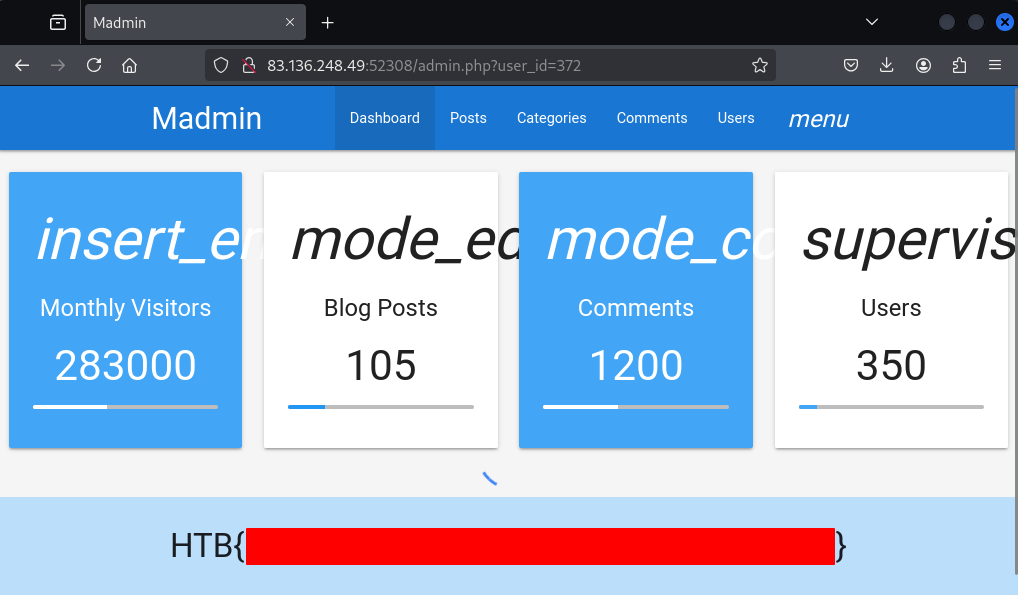 Madmin
83.136.248.49:52308/admin.php?user_id=372
Madmin Dashboard Posts Categories Comments Users menu
insert_en mode_ed mode_co supervis
Monthly Visitors Blog Posts Comments Users
283000 105 1200 350
HTB{ }